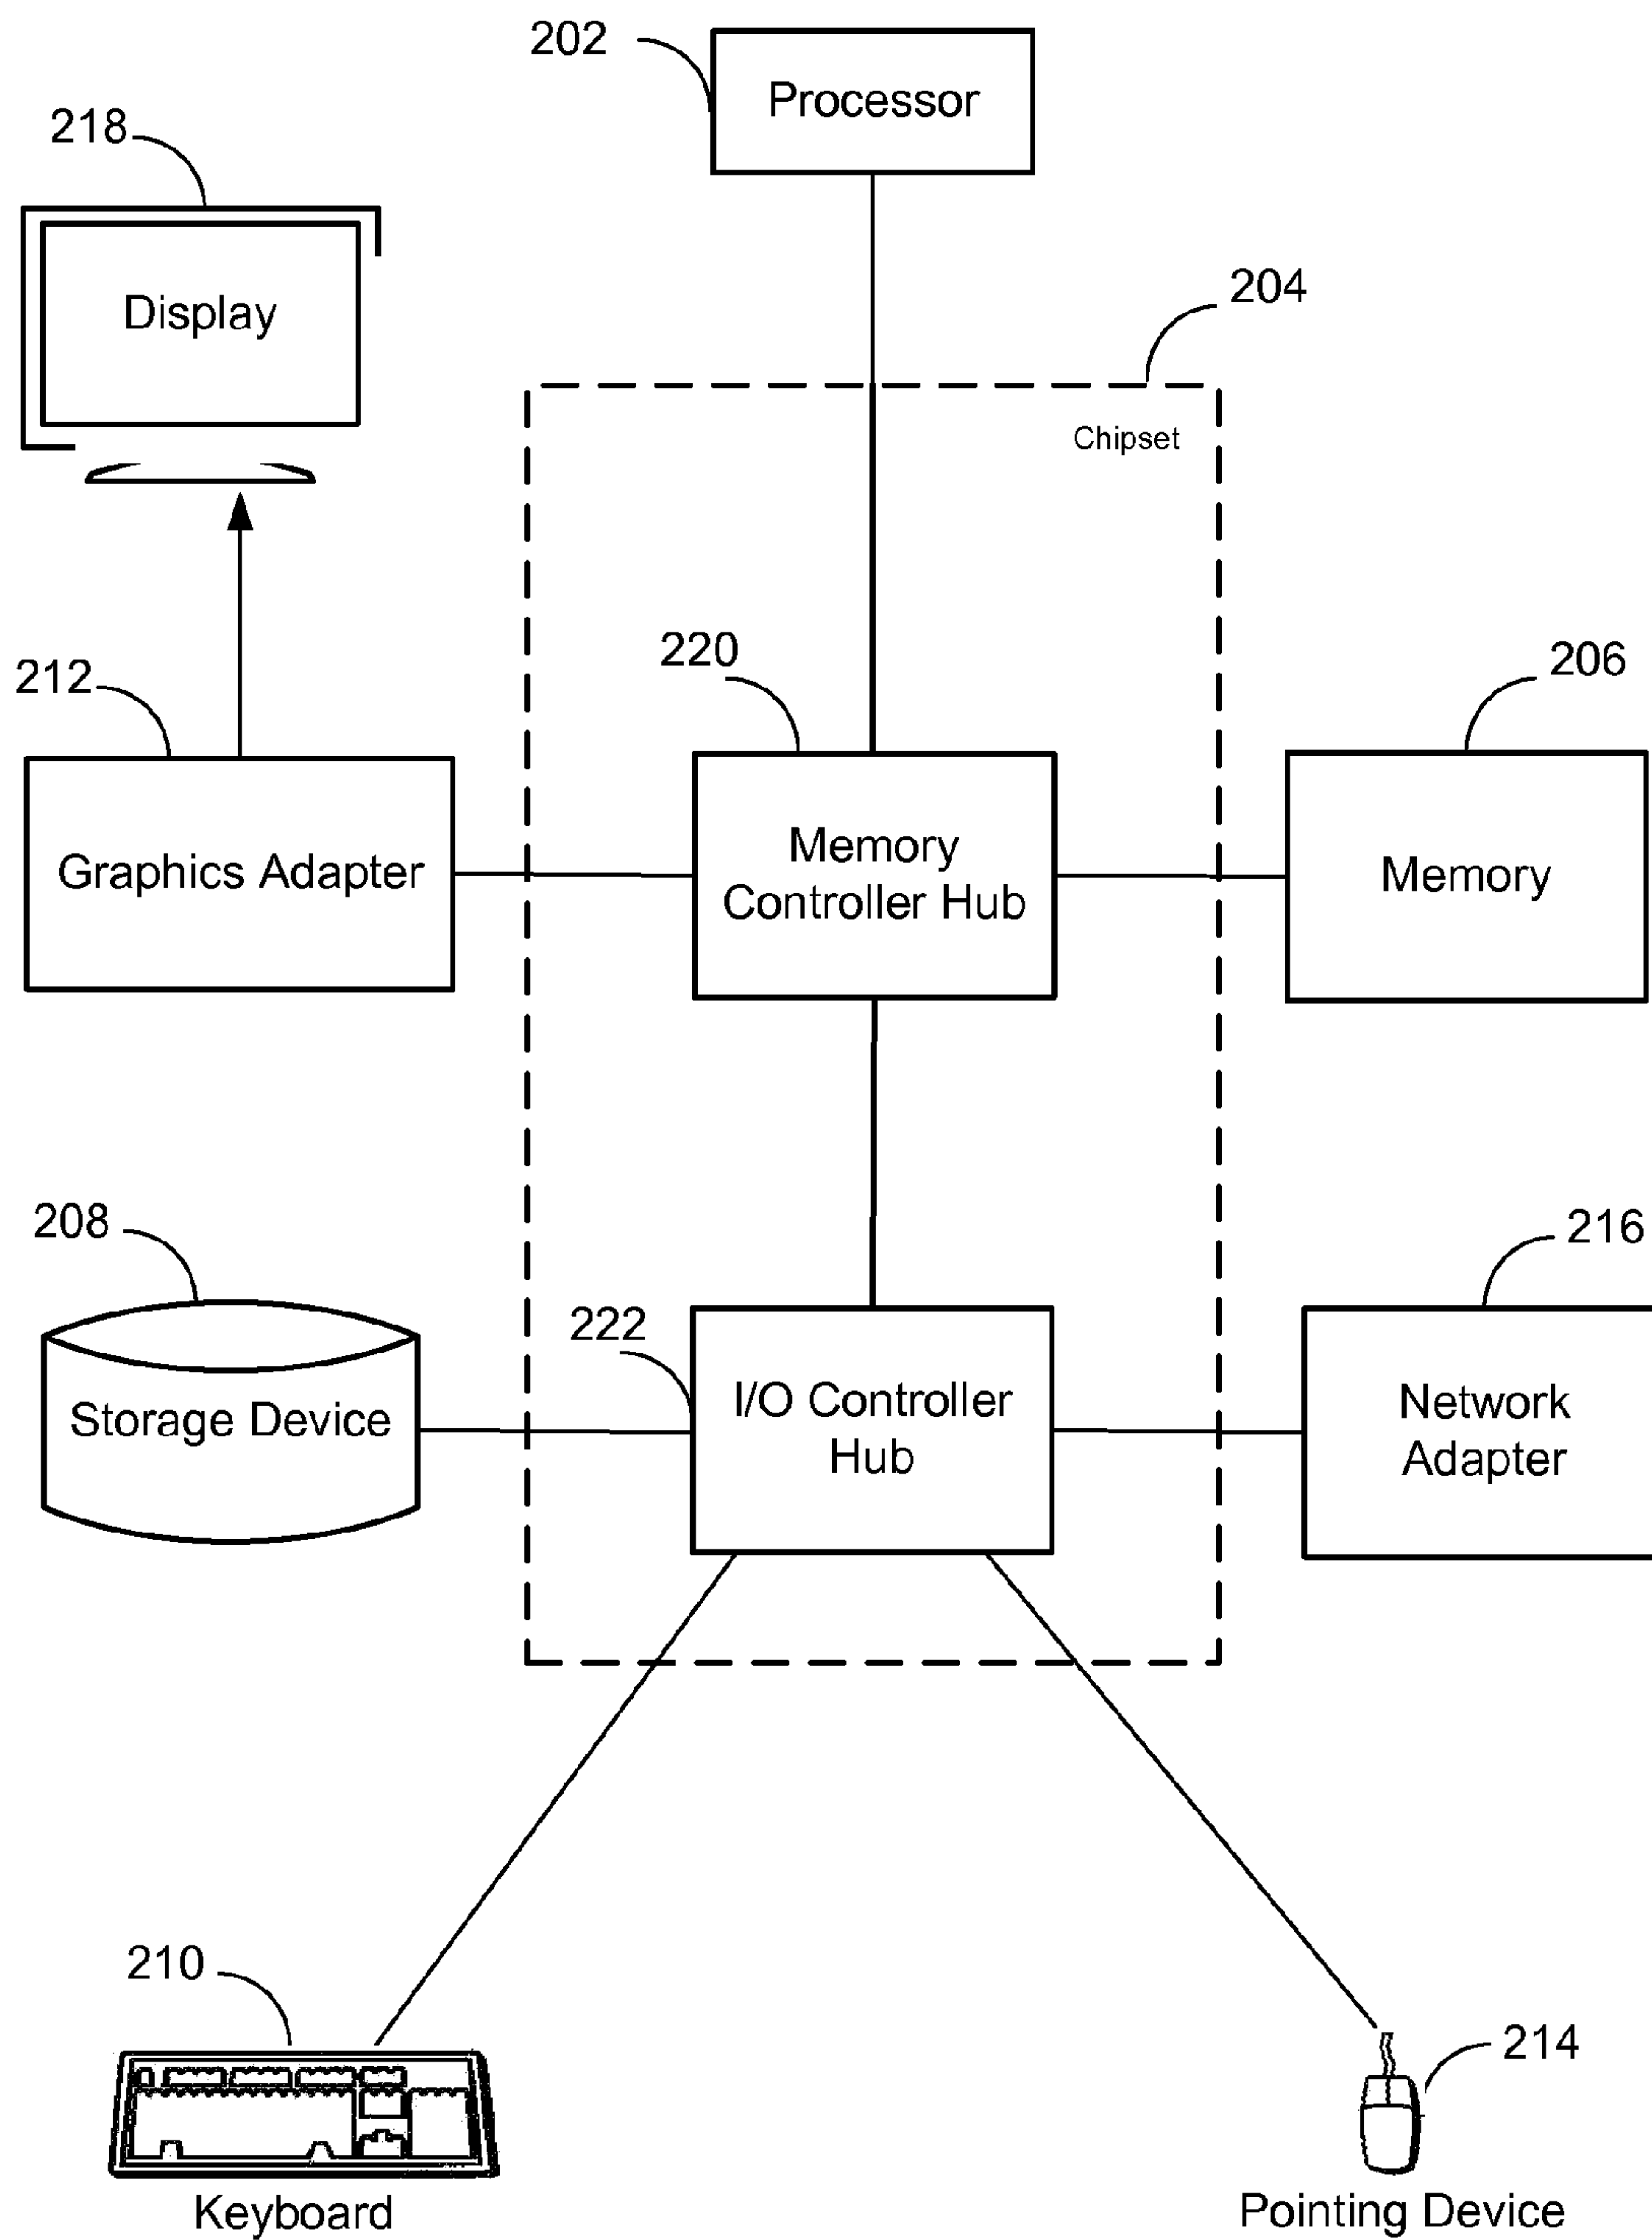 202
Processor
218
Display
204
Chipset
220
206
212
Graphics Adapter
Memory
Controller Hub
Memory
208
Storage Device
222
I/O Controller
Hub
216
Network
Adapter
210
Keyboard
214
Pointing Device